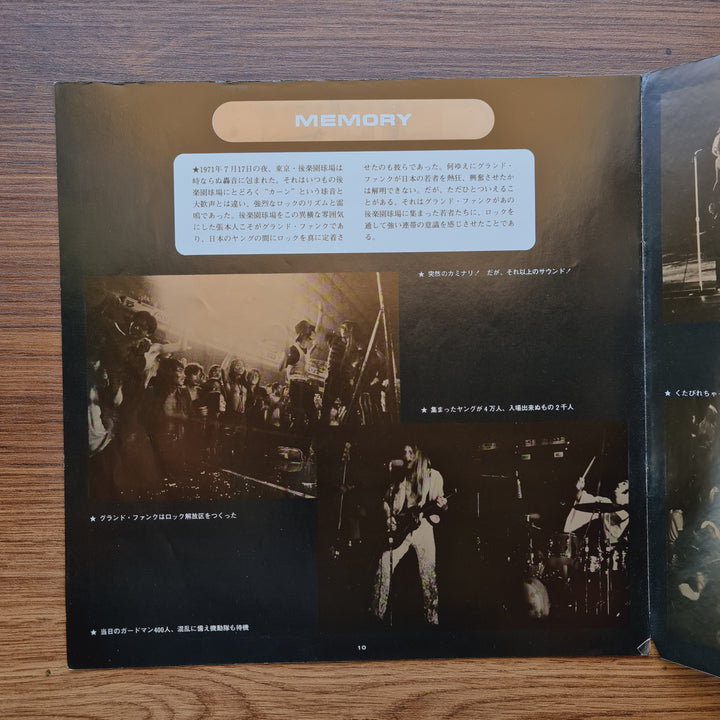 MEMORY
★1971年7月17日の夜、東京・後楽園球場は
時ならぬ轟音に包まれた。それはいつもの後
楽園球場にとどろく“カーン”という球音と
大歓声とは違い、強烈なロックのリズムと雷
鳴であった。後楽園球場をこの異様な雰囲気
にした張本人こそがグランド・ファンクであ
り、日本のヤングの間にロックを真に定着さ
せたのも彼らであった。何ゆえにグランド・
ファンクが日本の若者を熱狂、興奮させたか
は解明できない。だが、ただひとついえるこ
とがある。それはグランド・ファンクがあの
後楽園球場に集まった若者たちに、ロックを
通して強い連帯の意識を感じさせたことであ
る。
★ 突然のカミナリ! だが、それ以上のサウンド!
★ 集まったヤングが4万人、入場出来ぬもの2千人
★ くたびれちゃ
★ グランド・ファンクはロック解放区をつくった
★ 当日のガードマン400人、混乱に備え機動隊も待機
10